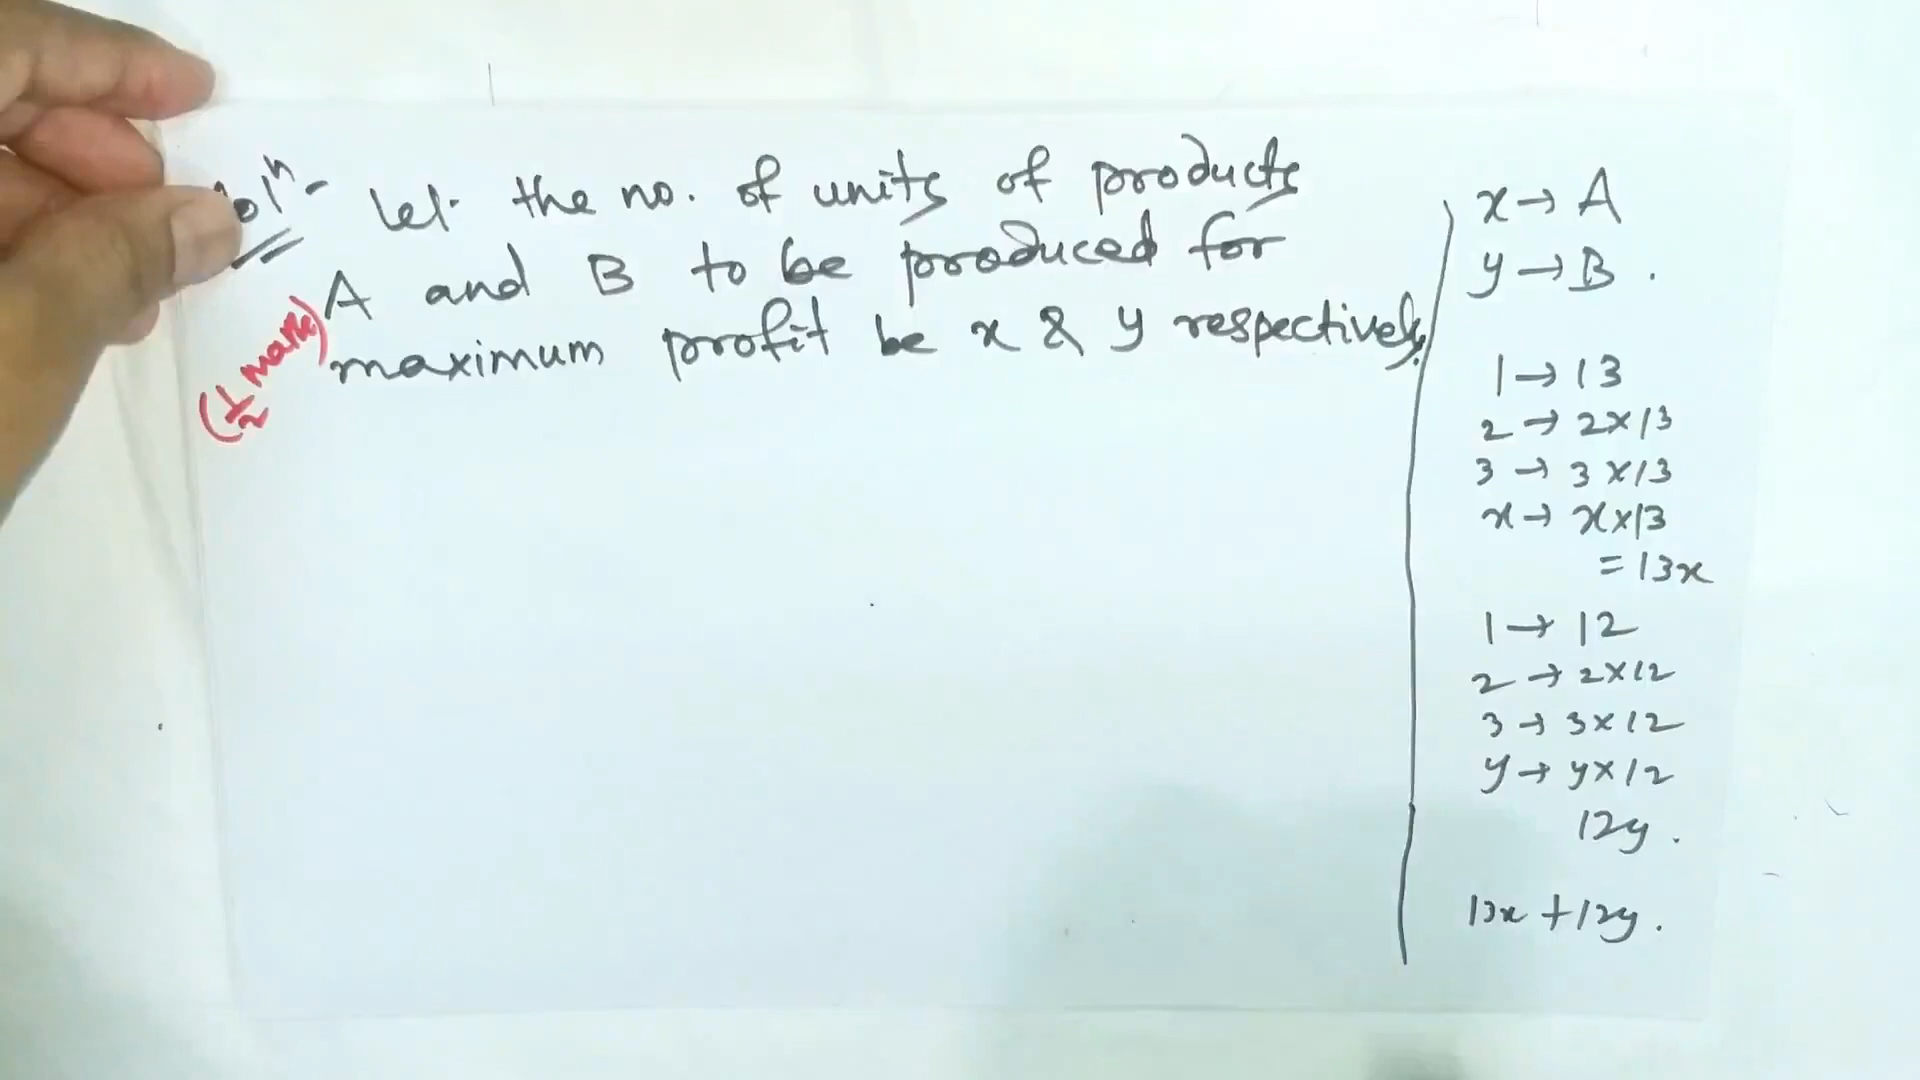 Solⁿ- Let the no. of units of products
A and B to be produced for
maximum profit be x & y respectively.
(1/2 mark)
x → A
y → B .
1 → 13
2 → 2×13
3 → 3×13
x → x×13
= 13x
1 → 12
2 → 2×12
3 → 3×12
y → y×12
12y .
13x + 12y .